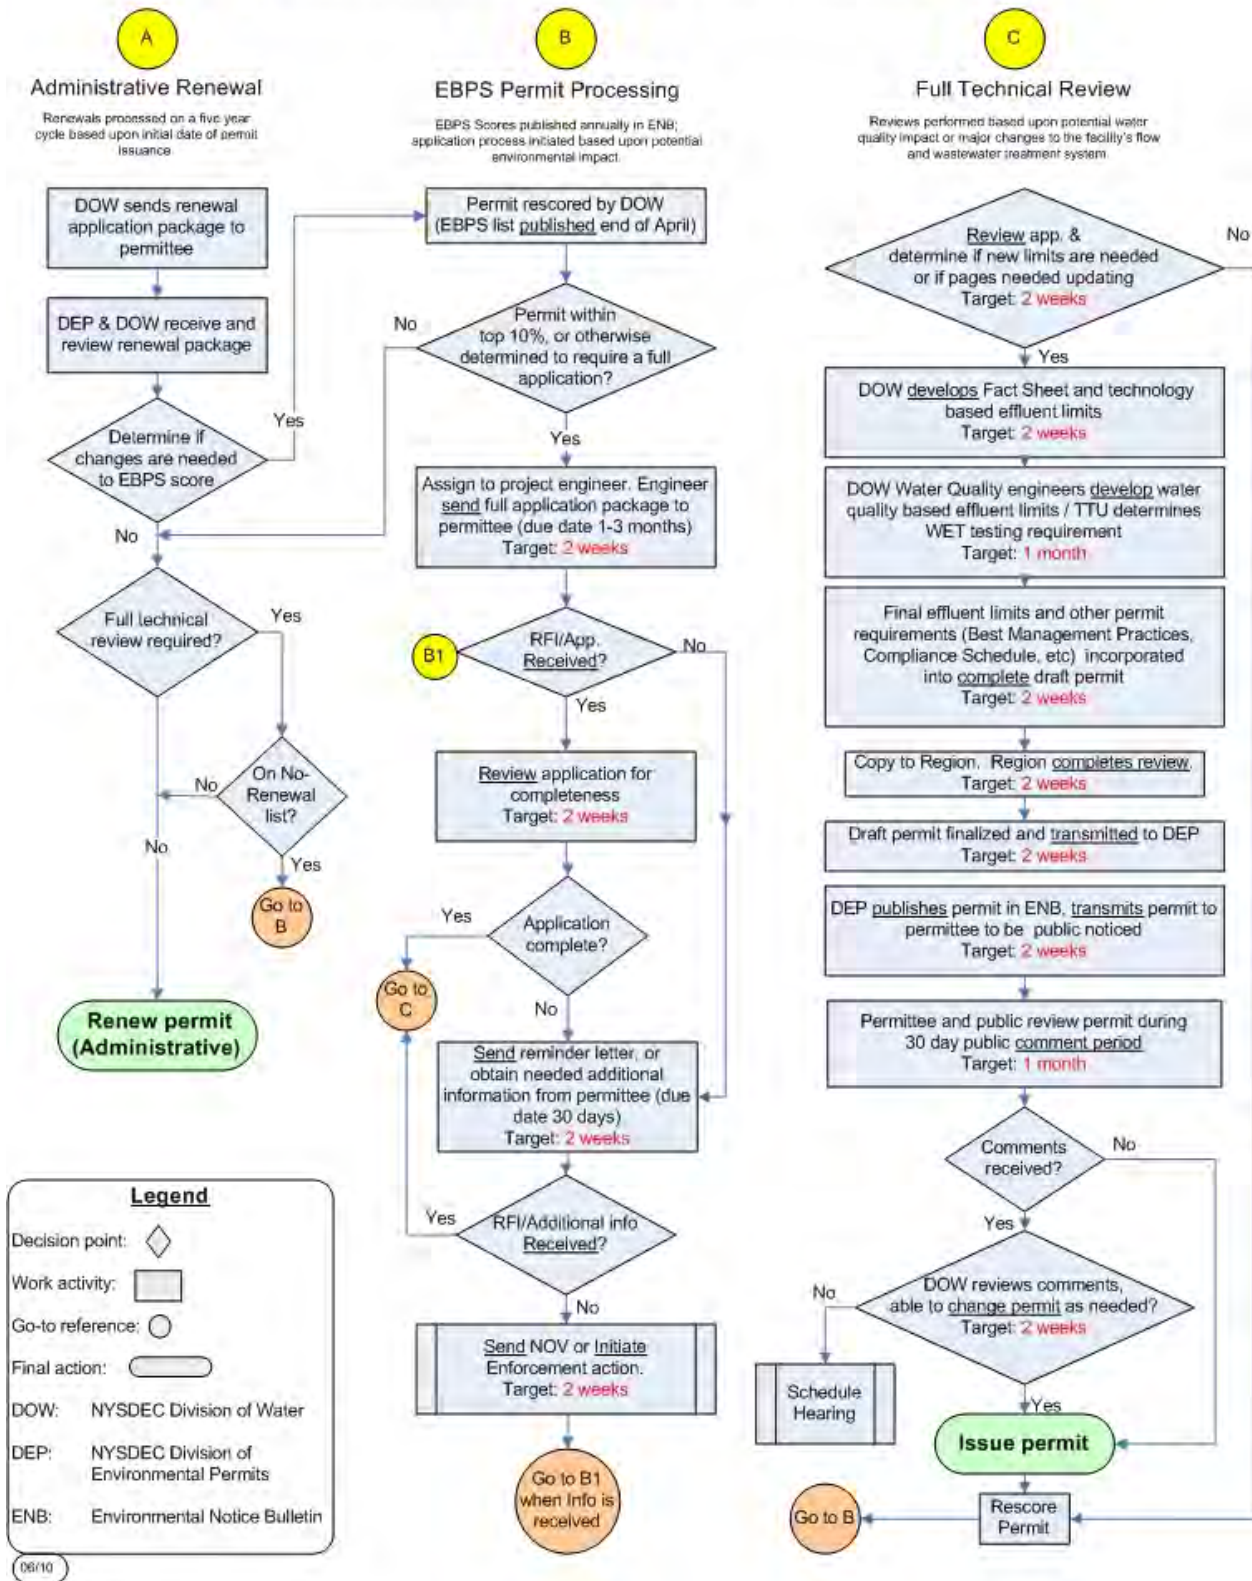 A
Administrative Renewal
Renewals processed on a five year
cycle based upon initial date of permit
issuance
DOW sends renewal
application package to
permittee
DEP & DOW receive and
review renewal package
Determine if
changes are needed
to EBPS score
Yes
No
Full technical
review required?
Yes
On No-
Renewal
list?
No
No
Yes
Go to
B
Renew permit
(Administrative)
Legend
Decision point:
Work activity:
Go-to reference:
Final action:
DOW: NYSDEC Division of Water
DEP: NYSDEC Division of
Environmental Permits
ENB: Environmental Notice Bulletin
06/10
B
EBPS Permit Processing
EBPS Scores published annually in ENB;
application process initiated based upon potential
environmental impact
Permit rescored by DOW
(EBPS list published end of April)
Permit within
top 10%, or otherwise
determined to require a full
application?
No
Yes
Assign to project engineer. Engineer
send full application package to
permittee (due date 1-3 months)
Target: 2 weeks
B1
RFI/App.
Received?
No
Yes
Review application for
completeness
Target: 2 weeks
Application
complete?
Yes
Go to
C
No
Send reminder letter, or
obtain needed additional
information from permittee (due
date 30 days)
Target: 2 weeks
RFI/Additional info
Received?
Yes
No
Send NOV or Initiate
Enforcement action.
Target: 2 weeks
Go to B1
when Info is
received
C
Full Technical Review
Reviews performed based upon potential water
quality impact or major changes to the facility's flow
and wastewater treatment system
Review app. &
determine if new limits are needed
or if pages needed updating
Target: 2 weeks
No
Yes
DOW develops Fact Sheet and technology
based effluent limits
Target: 2 weeks
DOW Water Quality engineers develop water
quality based effluent limits / TTU determines
WET testing requirement
Target: 1 month
Final effluent limits and other permit
requirements (Best Management Practices,
Compliance Schedule, etc) incorporated
into complete draft permit
Target: 2 weeks
Copy to Region. Region completes review.
Target: 2 weeks
Draft permit finalized and transmitted to DEP
Target: 2 weeks
DEP publishes permit in ENB, transmits permit to
permittee to be public noticed
Target: 2 weeks
Permittee and public review permit during
30 day public comment period
Target: 1 month
Comments
received?
No
Yes
DOW reviews comments,
able to change permit as needed?
Target: 2 weeks
No
Schedule
Hearing
Yes
Issue permit
Rescore
Permit
Go to B